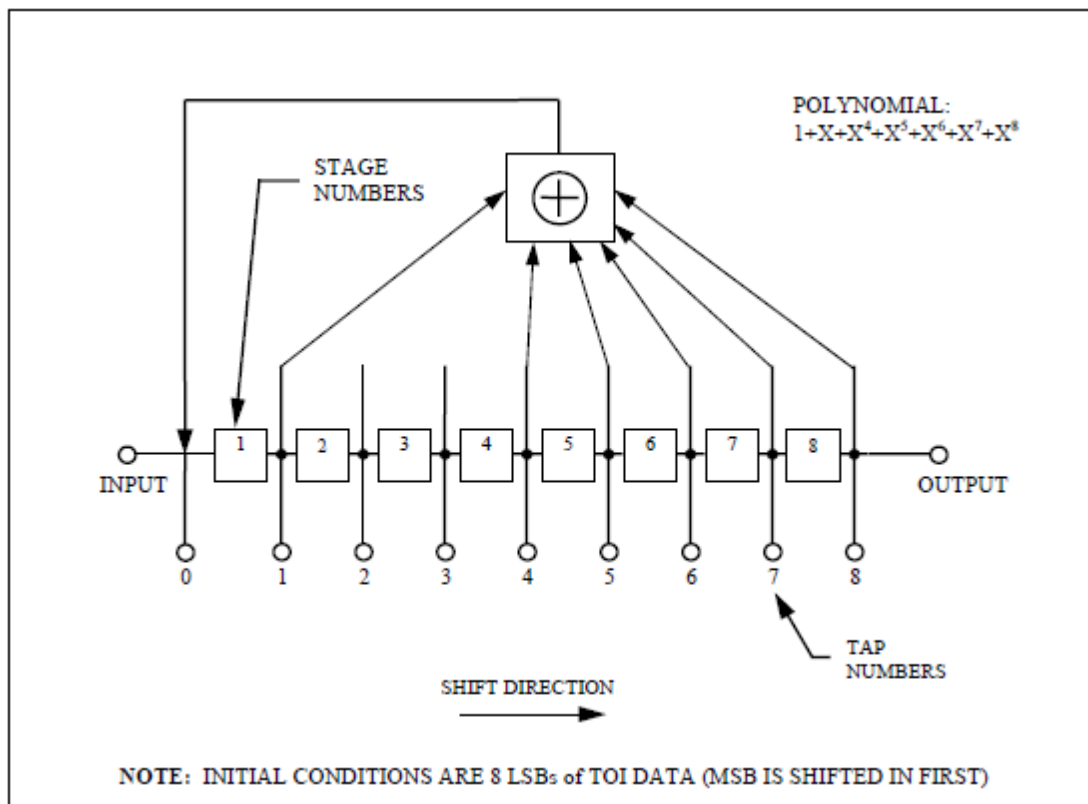 POLYNOMIAL:
1+X+X⁴+X⁵+X⁶+X⁷+X⁸
STAGE
NUMBERS
1 2 3 4 5 6 7 8
INPUT
OUTPUT
0 1 2 3 4 5 6 7 8
TAP
NUMBERS
SHIFT DIRECTION
NOTE: INITIAL CONDITIONS ARE 8 LSBs of TOI DATA (MSB IS SHIFTED IN FIRST)